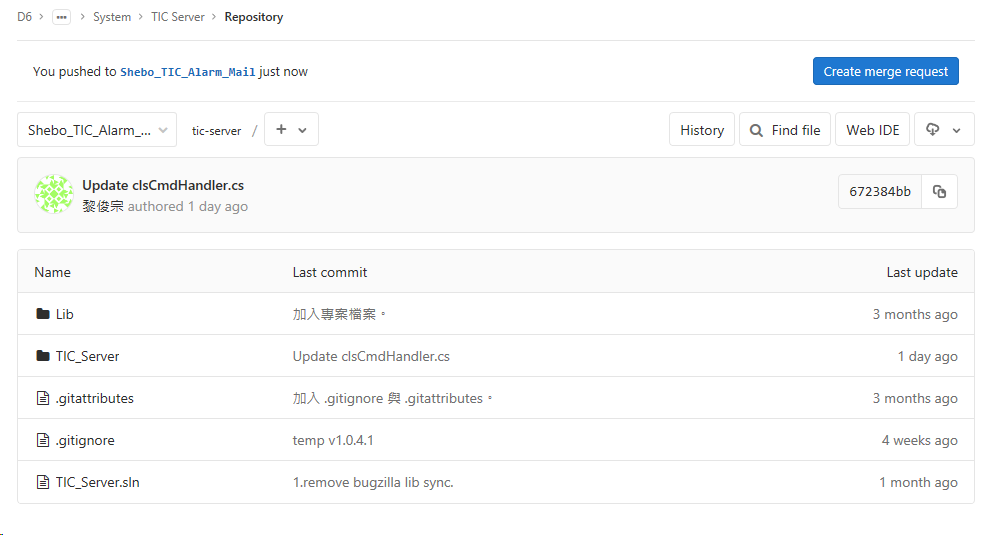 D6 > ••• > System > TIC Server > Repository
You pushed to Shebo_TIC_Alarm_Mail just now
Create merge request
Shebo_TIC_Alarm_... tic-server / +
History Find file Web IDE
Update clsCmdHandler.cs
黎俊宗 authored 1 day ago
672384bb
Name Last commit Last update
Lib 加入專案檔案。 3 months ago
TIC_Server Update clsCmdHandler.cs 1 day ago
.gitattributes 加入 .gitignore 與 .gitattributes。 3 months ago
.gitignore temp v1.0.4.1 4 weeks ago
TIC_Server.sln 1.remove bugzilla lib sync. 1 month ago